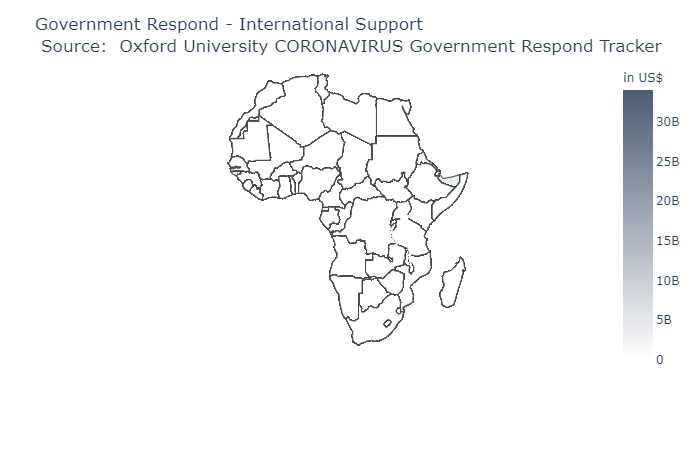 Government Respond - International Support
Source:  Oxford University CORONAVIRUS Government Respond Tracker
in US$
30B
25B
20B
15B
10B
5B
0